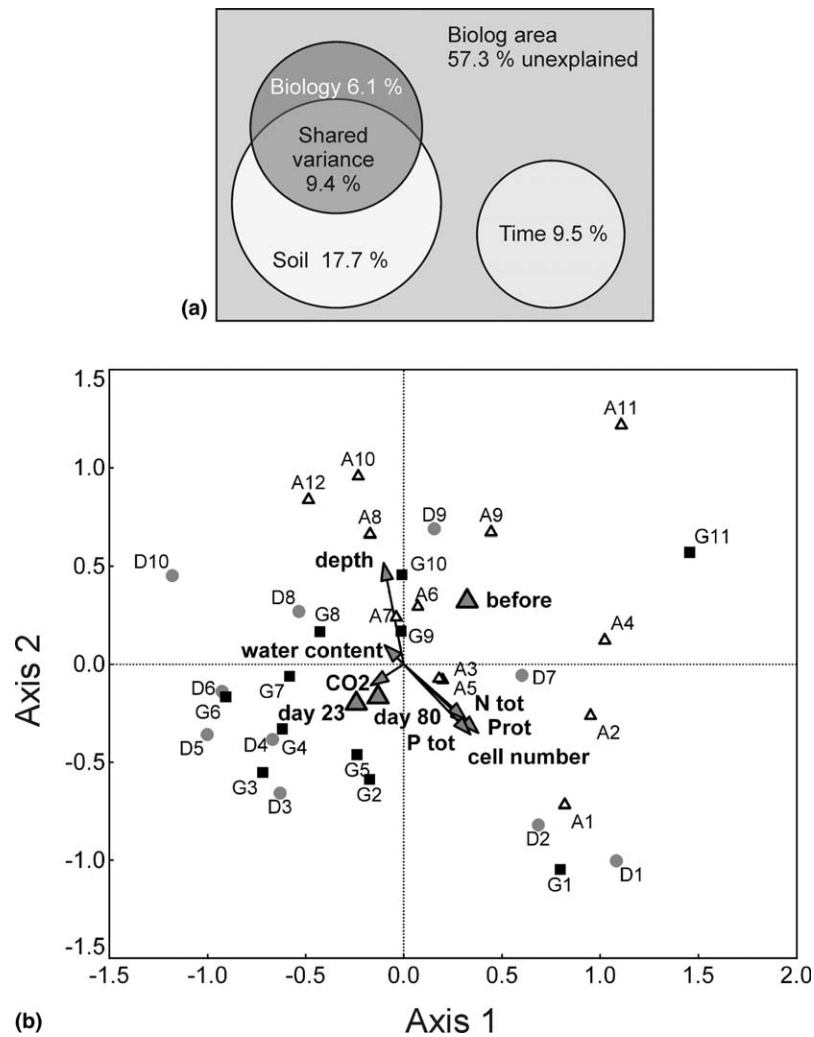 Biolog area
57.3 % unexplained
Biology 6.1 %
Shared
variance
9.4 %
Time 9.5 %
Soil 17.7 %
(a)
1.5
A11
A10
A12
1.0
A8
D9
A9
G11
depth
G10
D10
0.5
D8
G8
A7
A6
before
G9
A4
water content
Axis 2
0.0
D6
G7
CO2
A3
A5
D7
G6
N tot
day 23
day 80
Prot
A2
D5
D4
G4
P tot
cell number
-0.5
G5
G3
G2
D3
A1
D2
-1.0
G1
D1
-1.5
-1.5
-1.0
-0.5
0.0
0.5
1.0
1.5
2.0
(b)
Axis 1